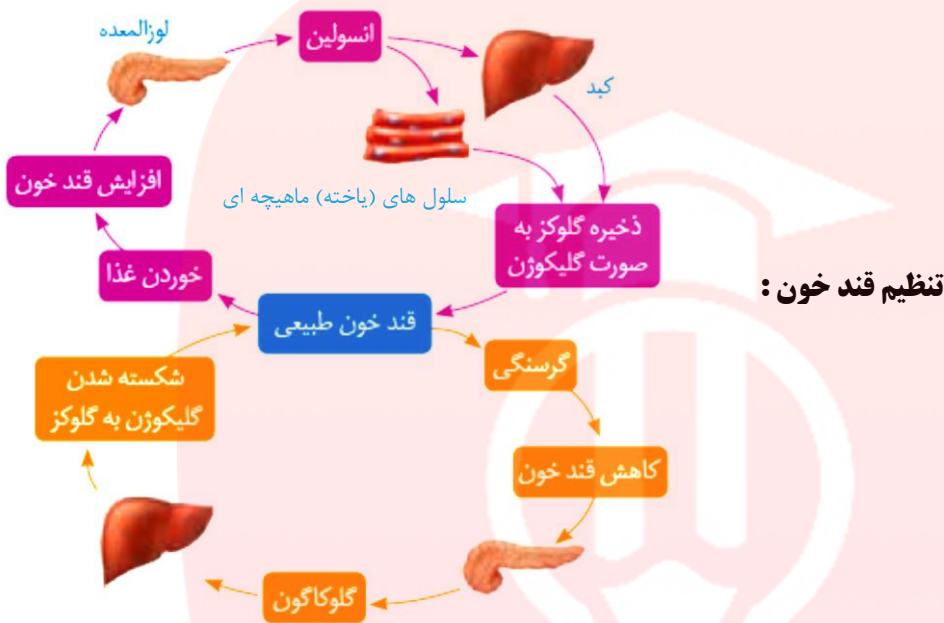 تنظیم قند خون :
لوزالمعده
انسولین
کبد
سلول های (یاخته) ماهیچه ای
افزایش قند خون
ذخیره گلوکز به
صورت گلیکوژن
خوردن غذا
قند خون طبیعی
گرسنگی
شکسته شدن
گلیکوژن به گلوکز
کاهش قند خون
گلوکاگون